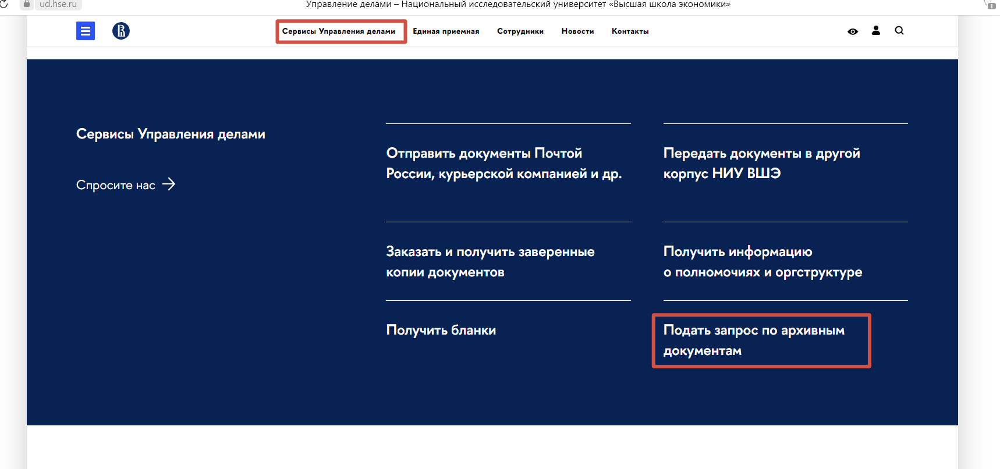 ud.hse.ru
Управление делами – Национальный исследовательский университет «Высшая школа экономики»
1
Сервисы Управления делами
Единая приемная
Сотрудники
Новости
Контакты
Сервисы Управления делами
Спросите нас
Отправить документы Почтой
России, курьерской компанией и др.
Передать документы в другой
корпус НИУ ВШЭ
Заказать и получить заверенные
копии документов
Получить информацию
о полномочиях и оргструктуре
Получить бланки
Подать запрос по архивным
документам